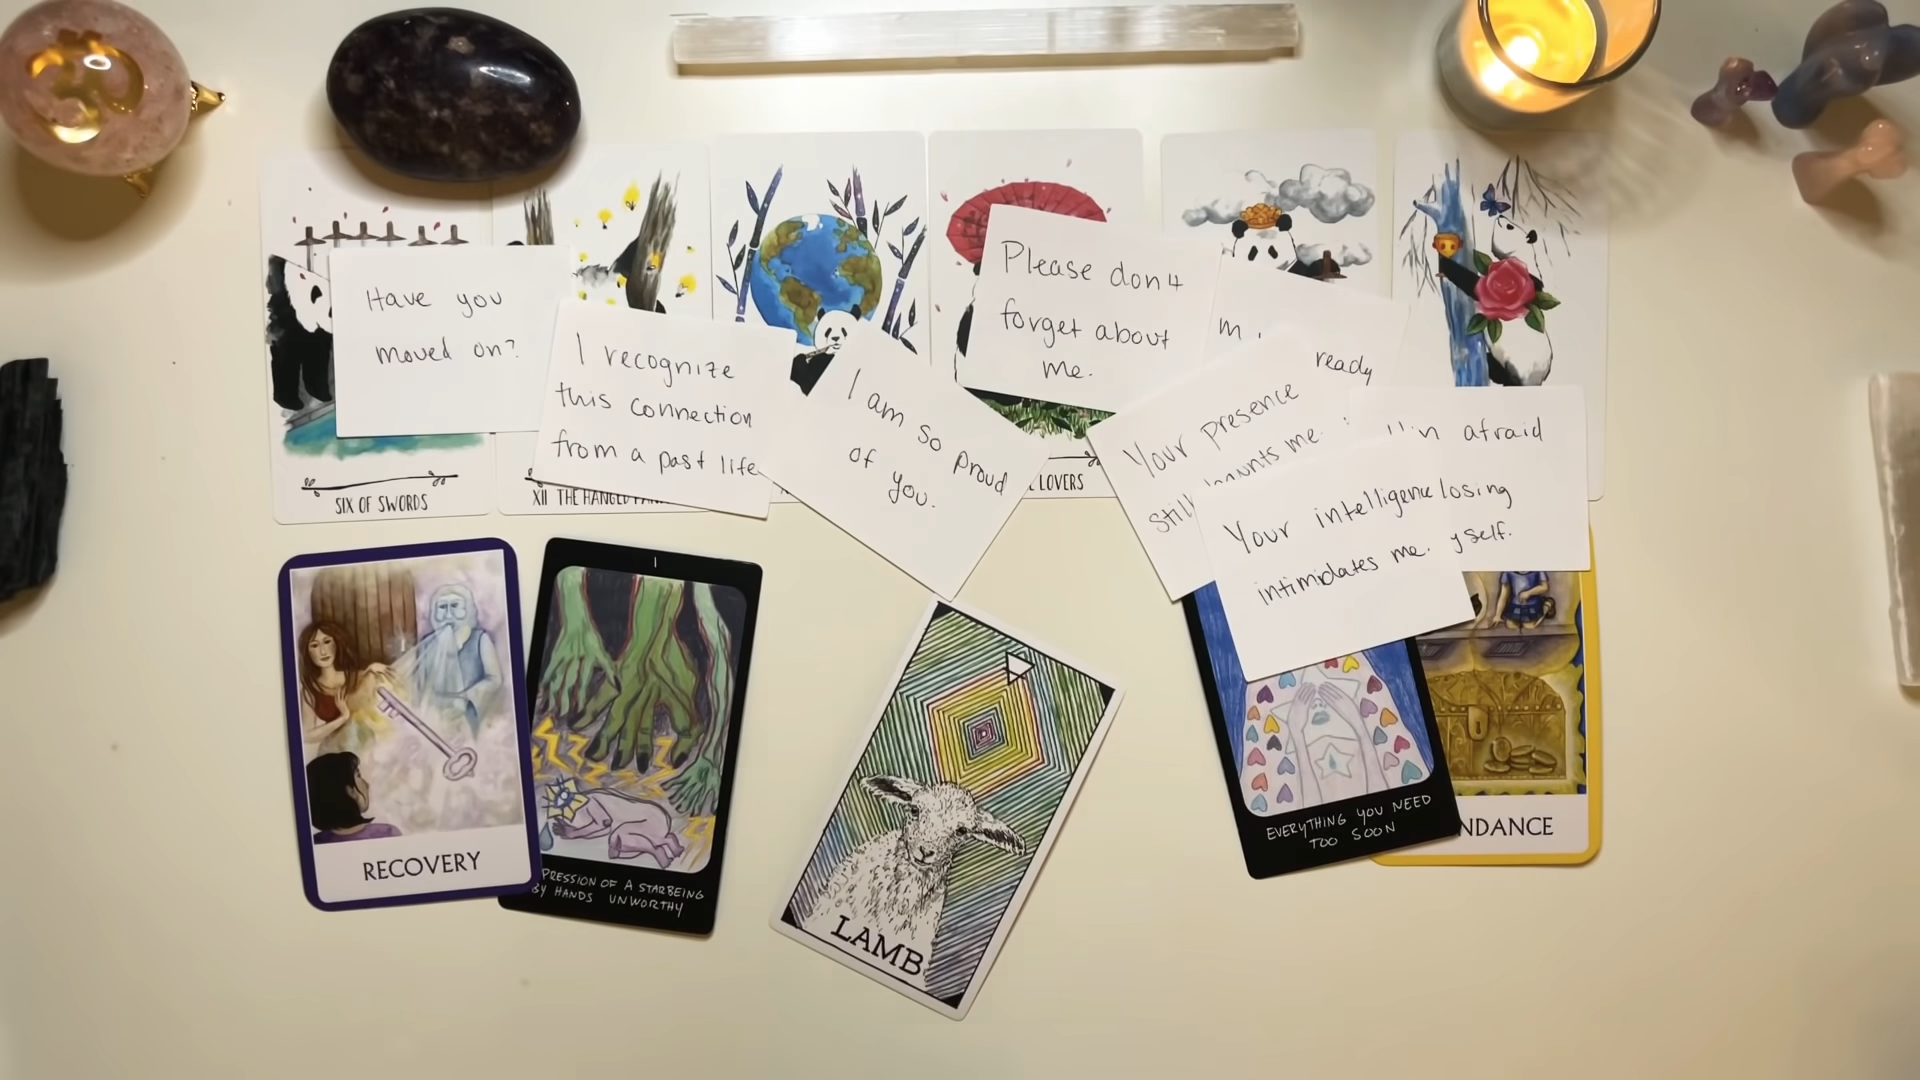 Have you
moved on?
I recognize
this connection
from a past life
I am so proud
of you.
Please don't
forget about
me.
m
ready
Your presence
still haunts me.
I'm afraid
losing
yself.
Your intelligence
intimidates me.
SIX OF SWORDS
XII THE HANGED
LOVERS
RECOVERY
I
PRESSION OF A STARBEING
BY HANDS UNWORTHY
LAMB
EVERYTHING YOU NEED
TOO SOON
NDANCE